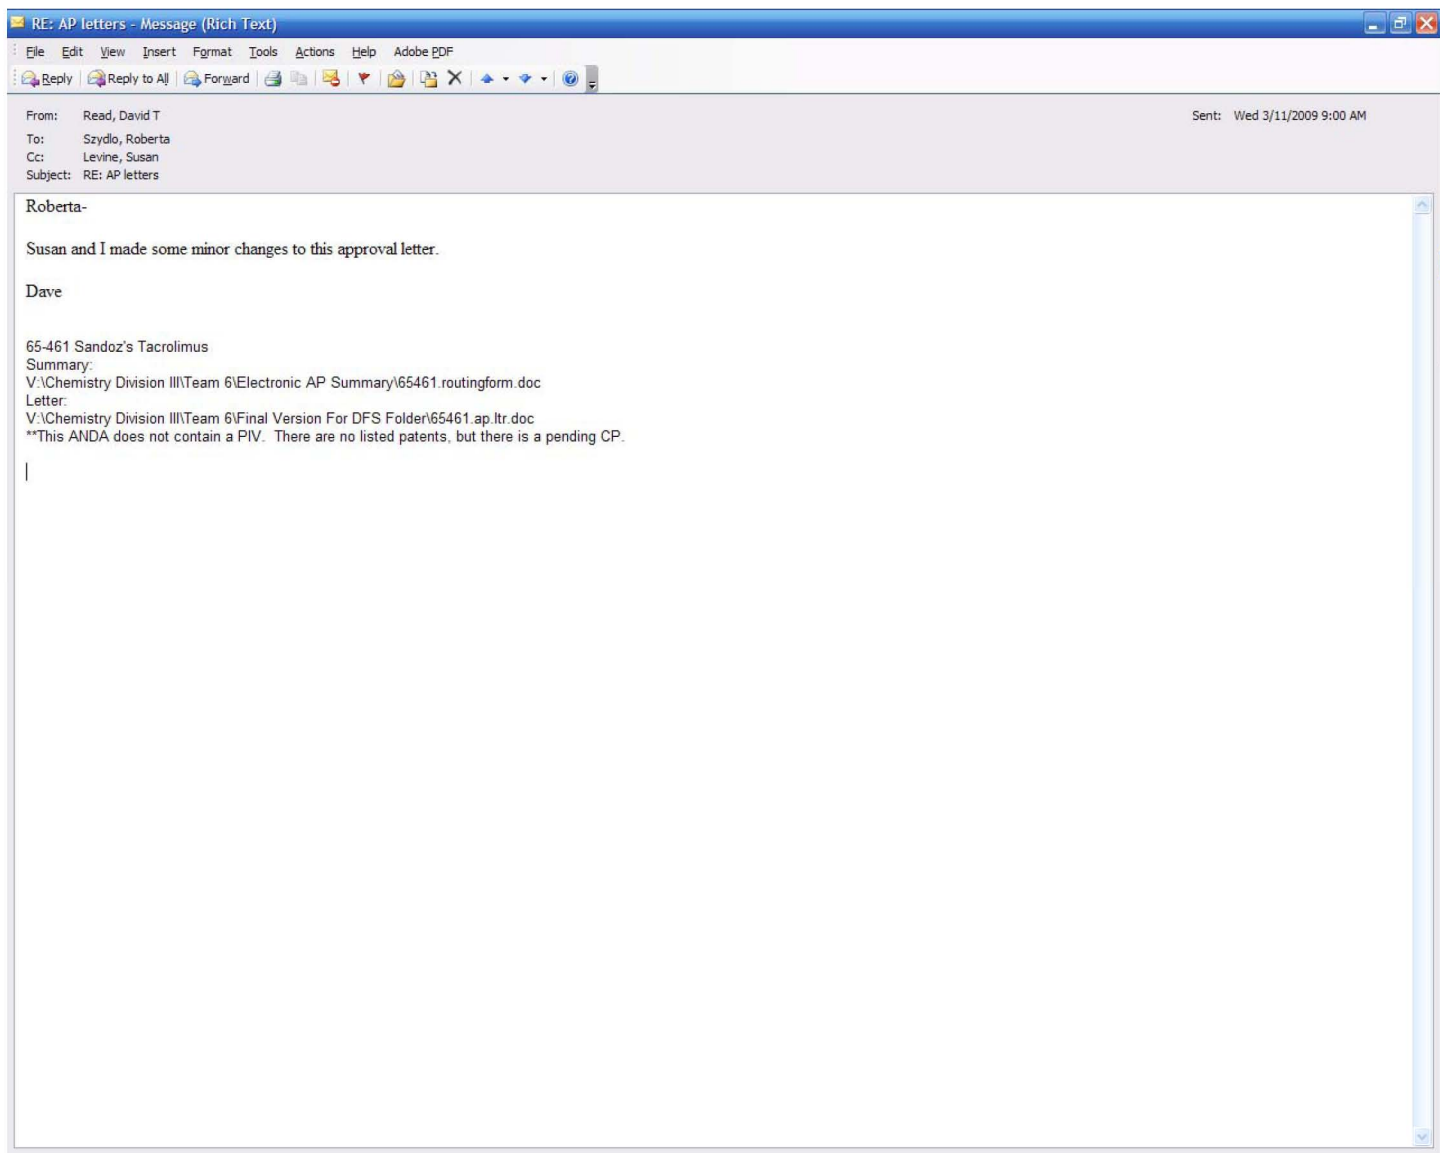 RE: AP letters - Message (Rich Text)
File Edit View Insert Format Tools Actions Help Adobe PDF
Reply Reply to All Forward
From: Read, David T Sent: Wed 3/11/2009 9:00 AM
To: Szydlo, Roberta
Cc: Levine, Susan
Subject: RE: AP letters
Roberta-
Susan and I made some minor changes to this approval letter.
Dave
65-461 Sandoz's Tacrolimus
Summary:
V:\Chemistry Division III\Team 6\Electronic AP Summary\65461.routingform.doc
Letter:
V:\Chemistry Division III\Team 6\Final Version For DFS Folder\65461.ap.ltr.doc
**This ANDA does not contain a PIV.  There are no listed patents, but there is a pending CP.